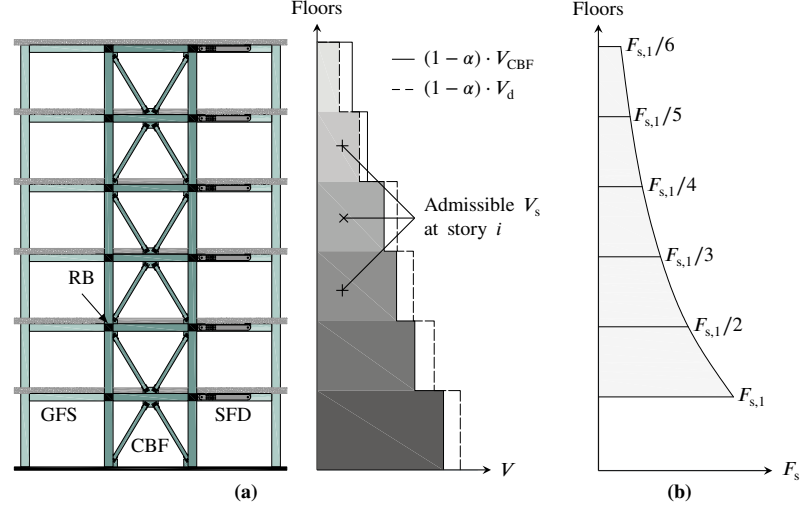 Floors
(1 − α) · V_CBF
(1 − α) · V_d
Admissible V_s
at story i
RB
GFS
CBF
SFD
V
(a)
Floors
F_s,1/6
F_s,1/5
F_s,1/4
F_s,1/3
F_s,1/2
F_s,1
F_s
(b)